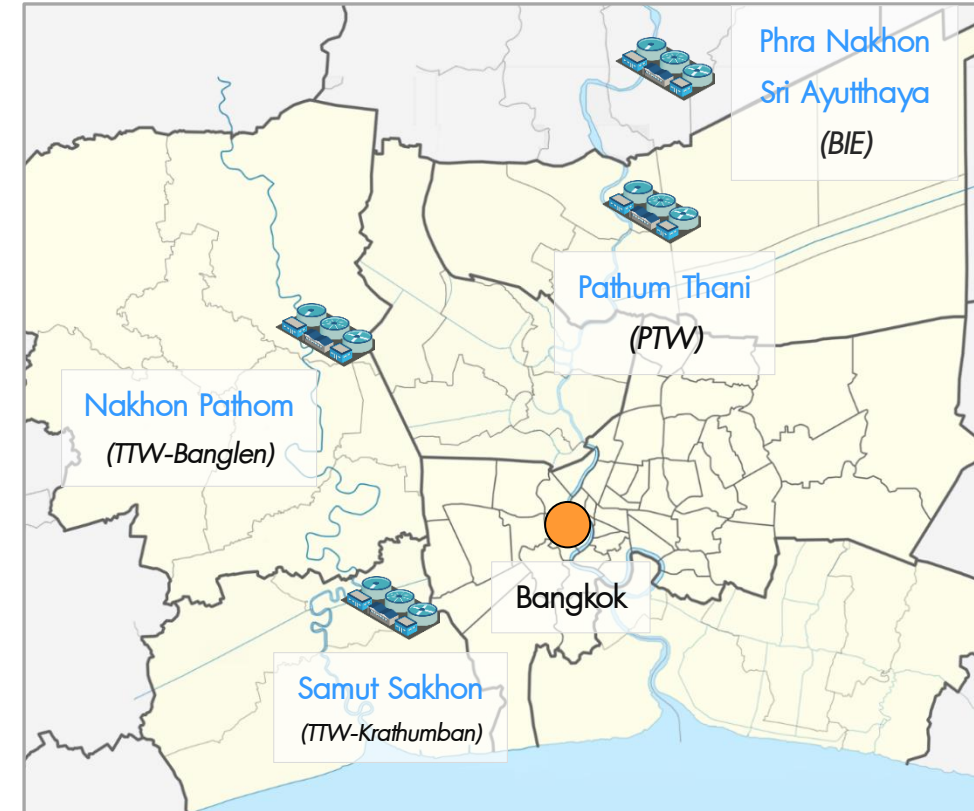 Phra Nakhon
Sri Ayutthaya
(BIE)
Pathum Thani
(PTW)
Nakhon Pathom
(TTW-Banglen)
Bangkok
Samut Sakhon
(TTW-Krathumban)